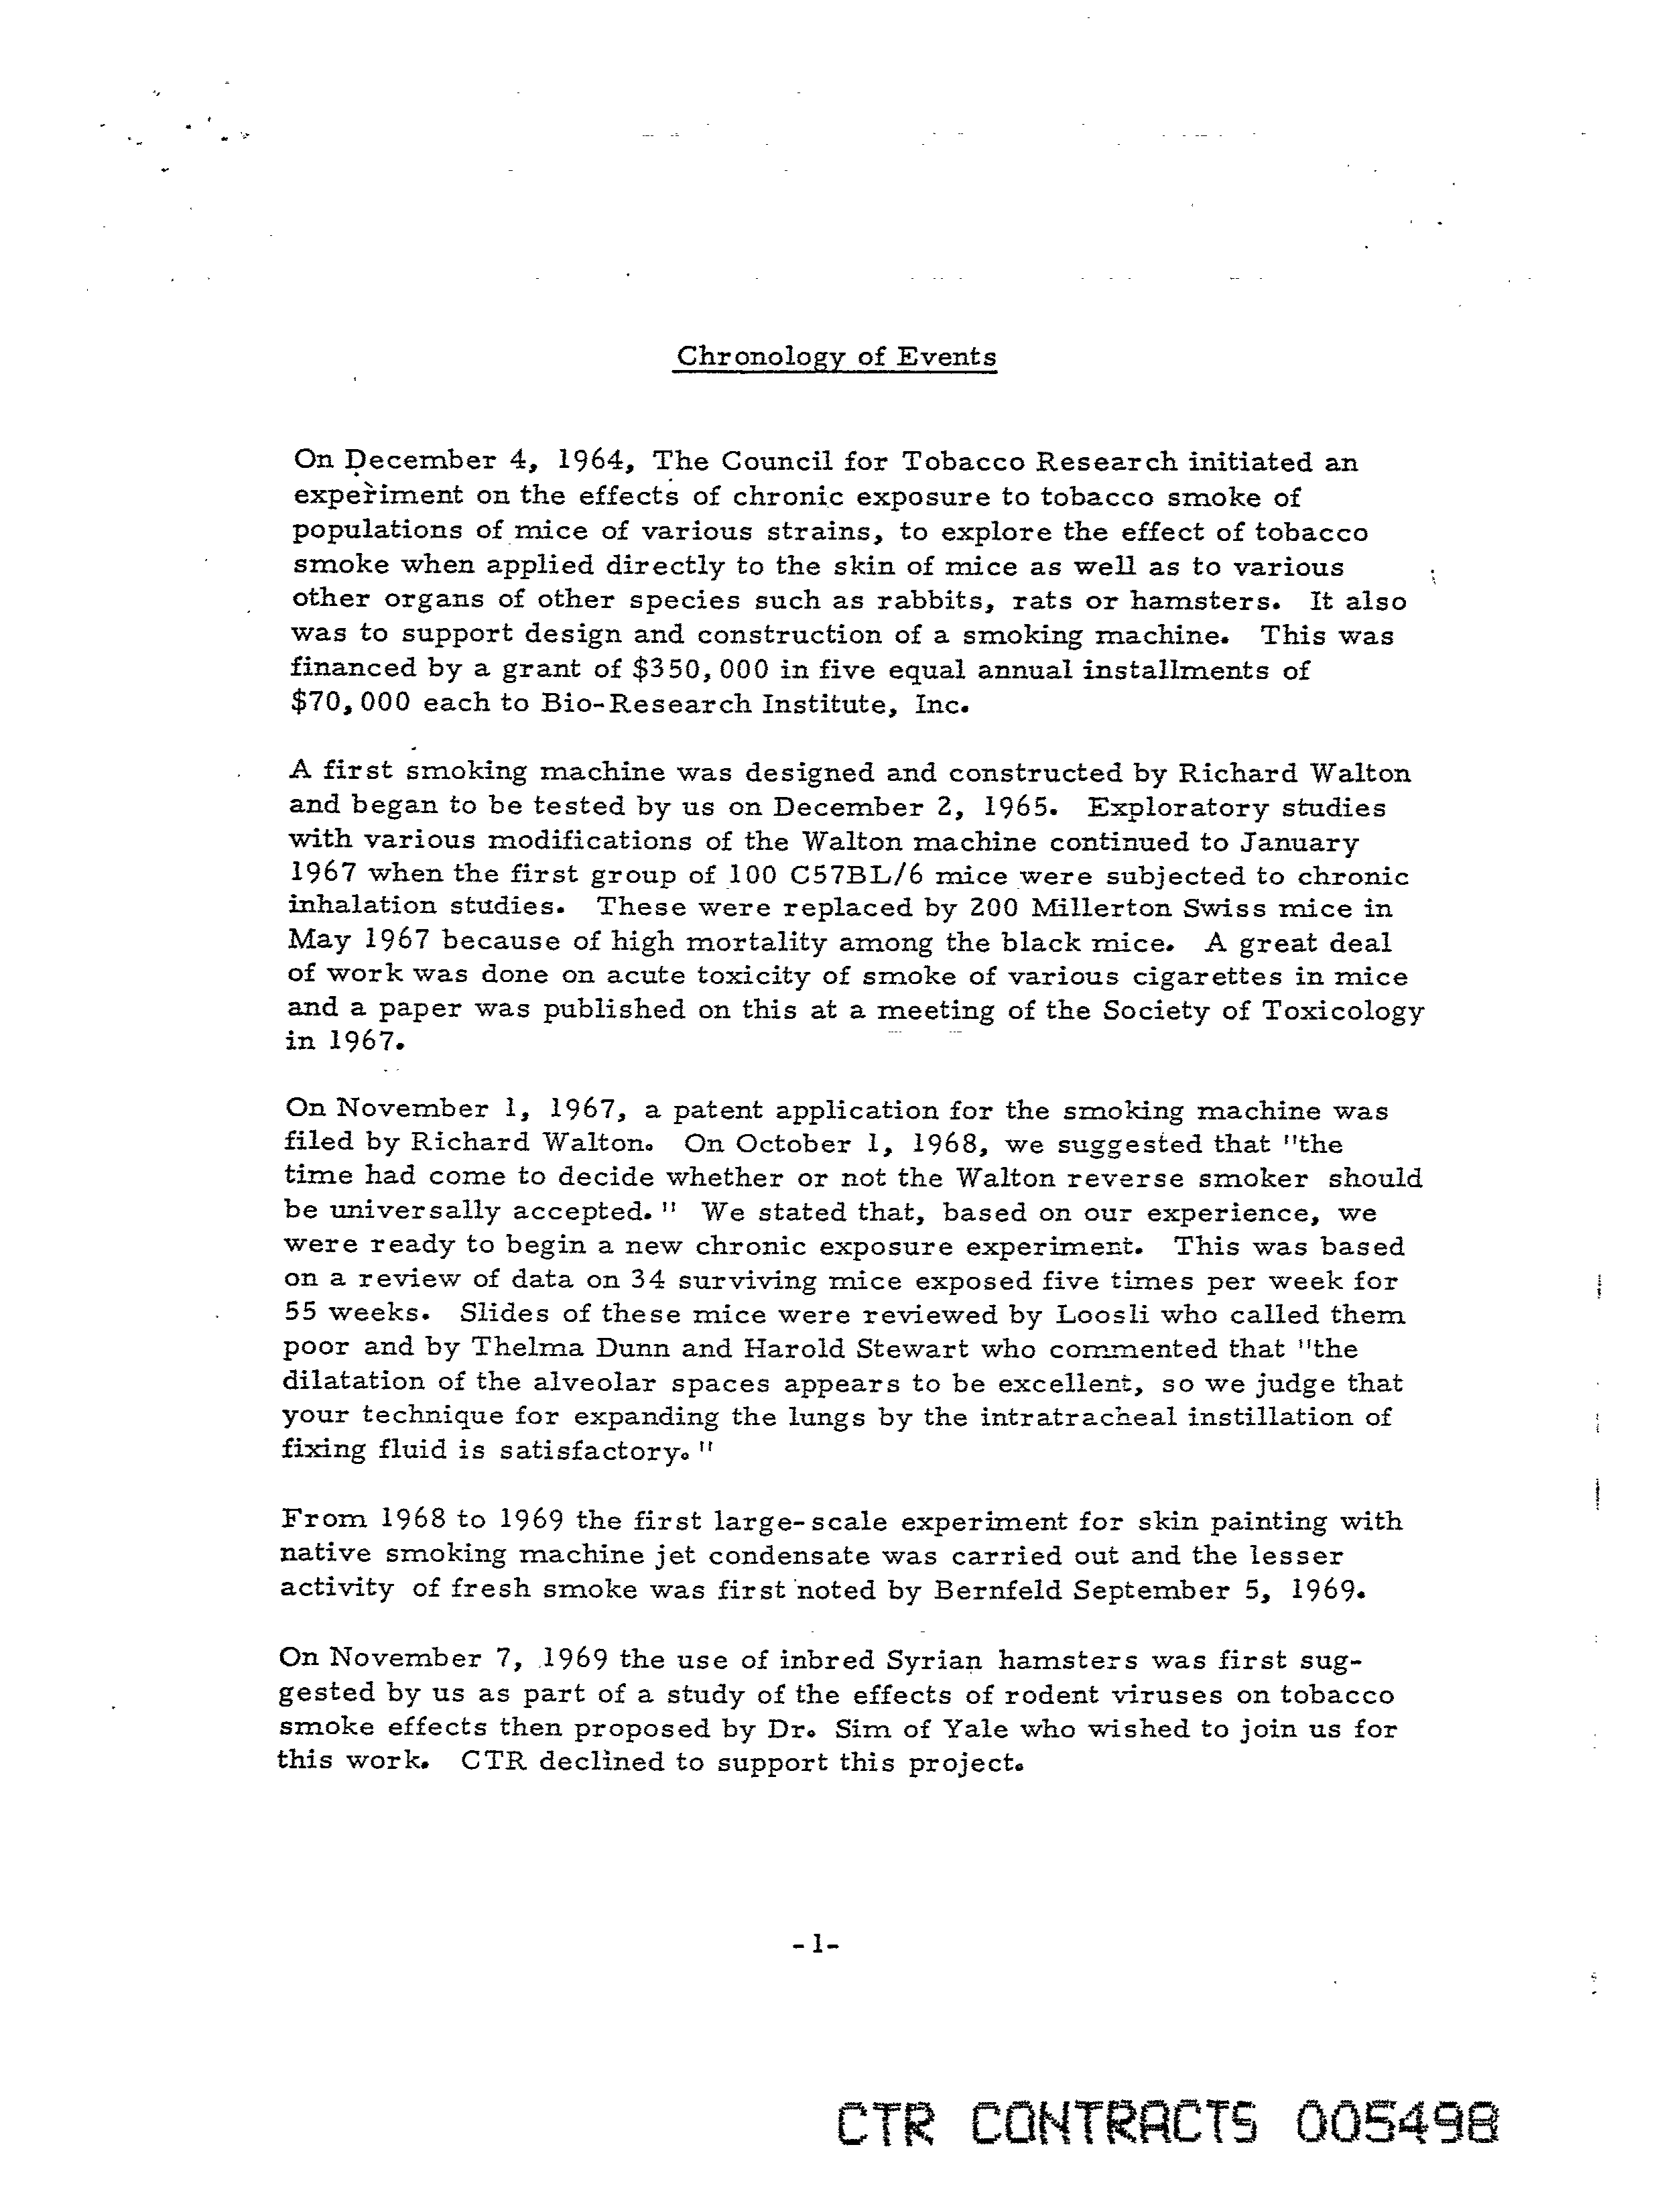 Chronology of Events
On December 4, 1964, The Council for Tobacco Research initiated an
experiment on the effects of chronic exposure to tobacco smoke of
populations of mice of various strains, to explore the effect of tobacco
smoke when applied directly to the skin of mice as well as to various
other organs of other species such as rabbits, rats or hamsters. It also
was to support design and construction of a smoking machine. This was
financed by a grant of $350,000 in five equal annual installments of
$70,000 each to Bio-Research Institute, Inc.
A first smoking machine was designed and constructed by Richard Walton
and began to be tested by us on December 2, 1965. Exploratory studies
with various modifications of the Walton machine continued to January
1967 when the first group of 100 C57BL/6 mice were subjected to chronic
inhalation studies. These were replaced by 200 Millerton Swiss mice in
May 1967 because of high mortality among the black mice. A great deal
of work was done on acute toxicity of smoke of various cigarettes in mice
and a paper was published on this at a meeting of the Society of Toxicology
in 1967.
On November 1, 1967, a patent application for the smoking machine was
filed by Richard Walton. On October 1, 1968, we suggested that "the
time had come to decide whether or not the Walton reverse smoker should
be universally accepted." We stated that, based on our experience, we
were ready to begin a new chronic exposure experiment. This was based
on a review of data on 34 surviving mice exposed five times per week for
55 weeks. Slides of these mice were reviewed by Loosli who called them
poor and by Thelma Dunn and Harold Stewart who commented that "the
dilatation of the alveolar spaces appears to be excellent, so we judge that
your technique for expanding the lungs by the intratracheal instillation of
fixing fluid is satisfactory."
From 1968 to 1969 the first large-scale experiment for skin painting with
native smoking machine jet condensate was carried out and the lesser
activity of fresh smoke was first noted by Bernfeld September 5, 1969.
On November 7, 1969 the use of inbred Syrian hamsters was first sug-
gested by us as part of a study of the effects of rodent viruses on tobacco
smoke effects then proposed by Dr. Sim of Yale who wished to join us for
this work. CTR declined to support this project.
-1-
CTR CONTRACTS 005498